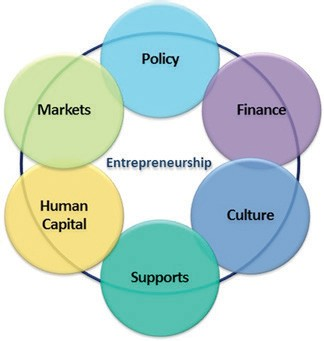 Policy
Markets
Finance
Entrepreneurship
Human
Capital
Culture
Supports